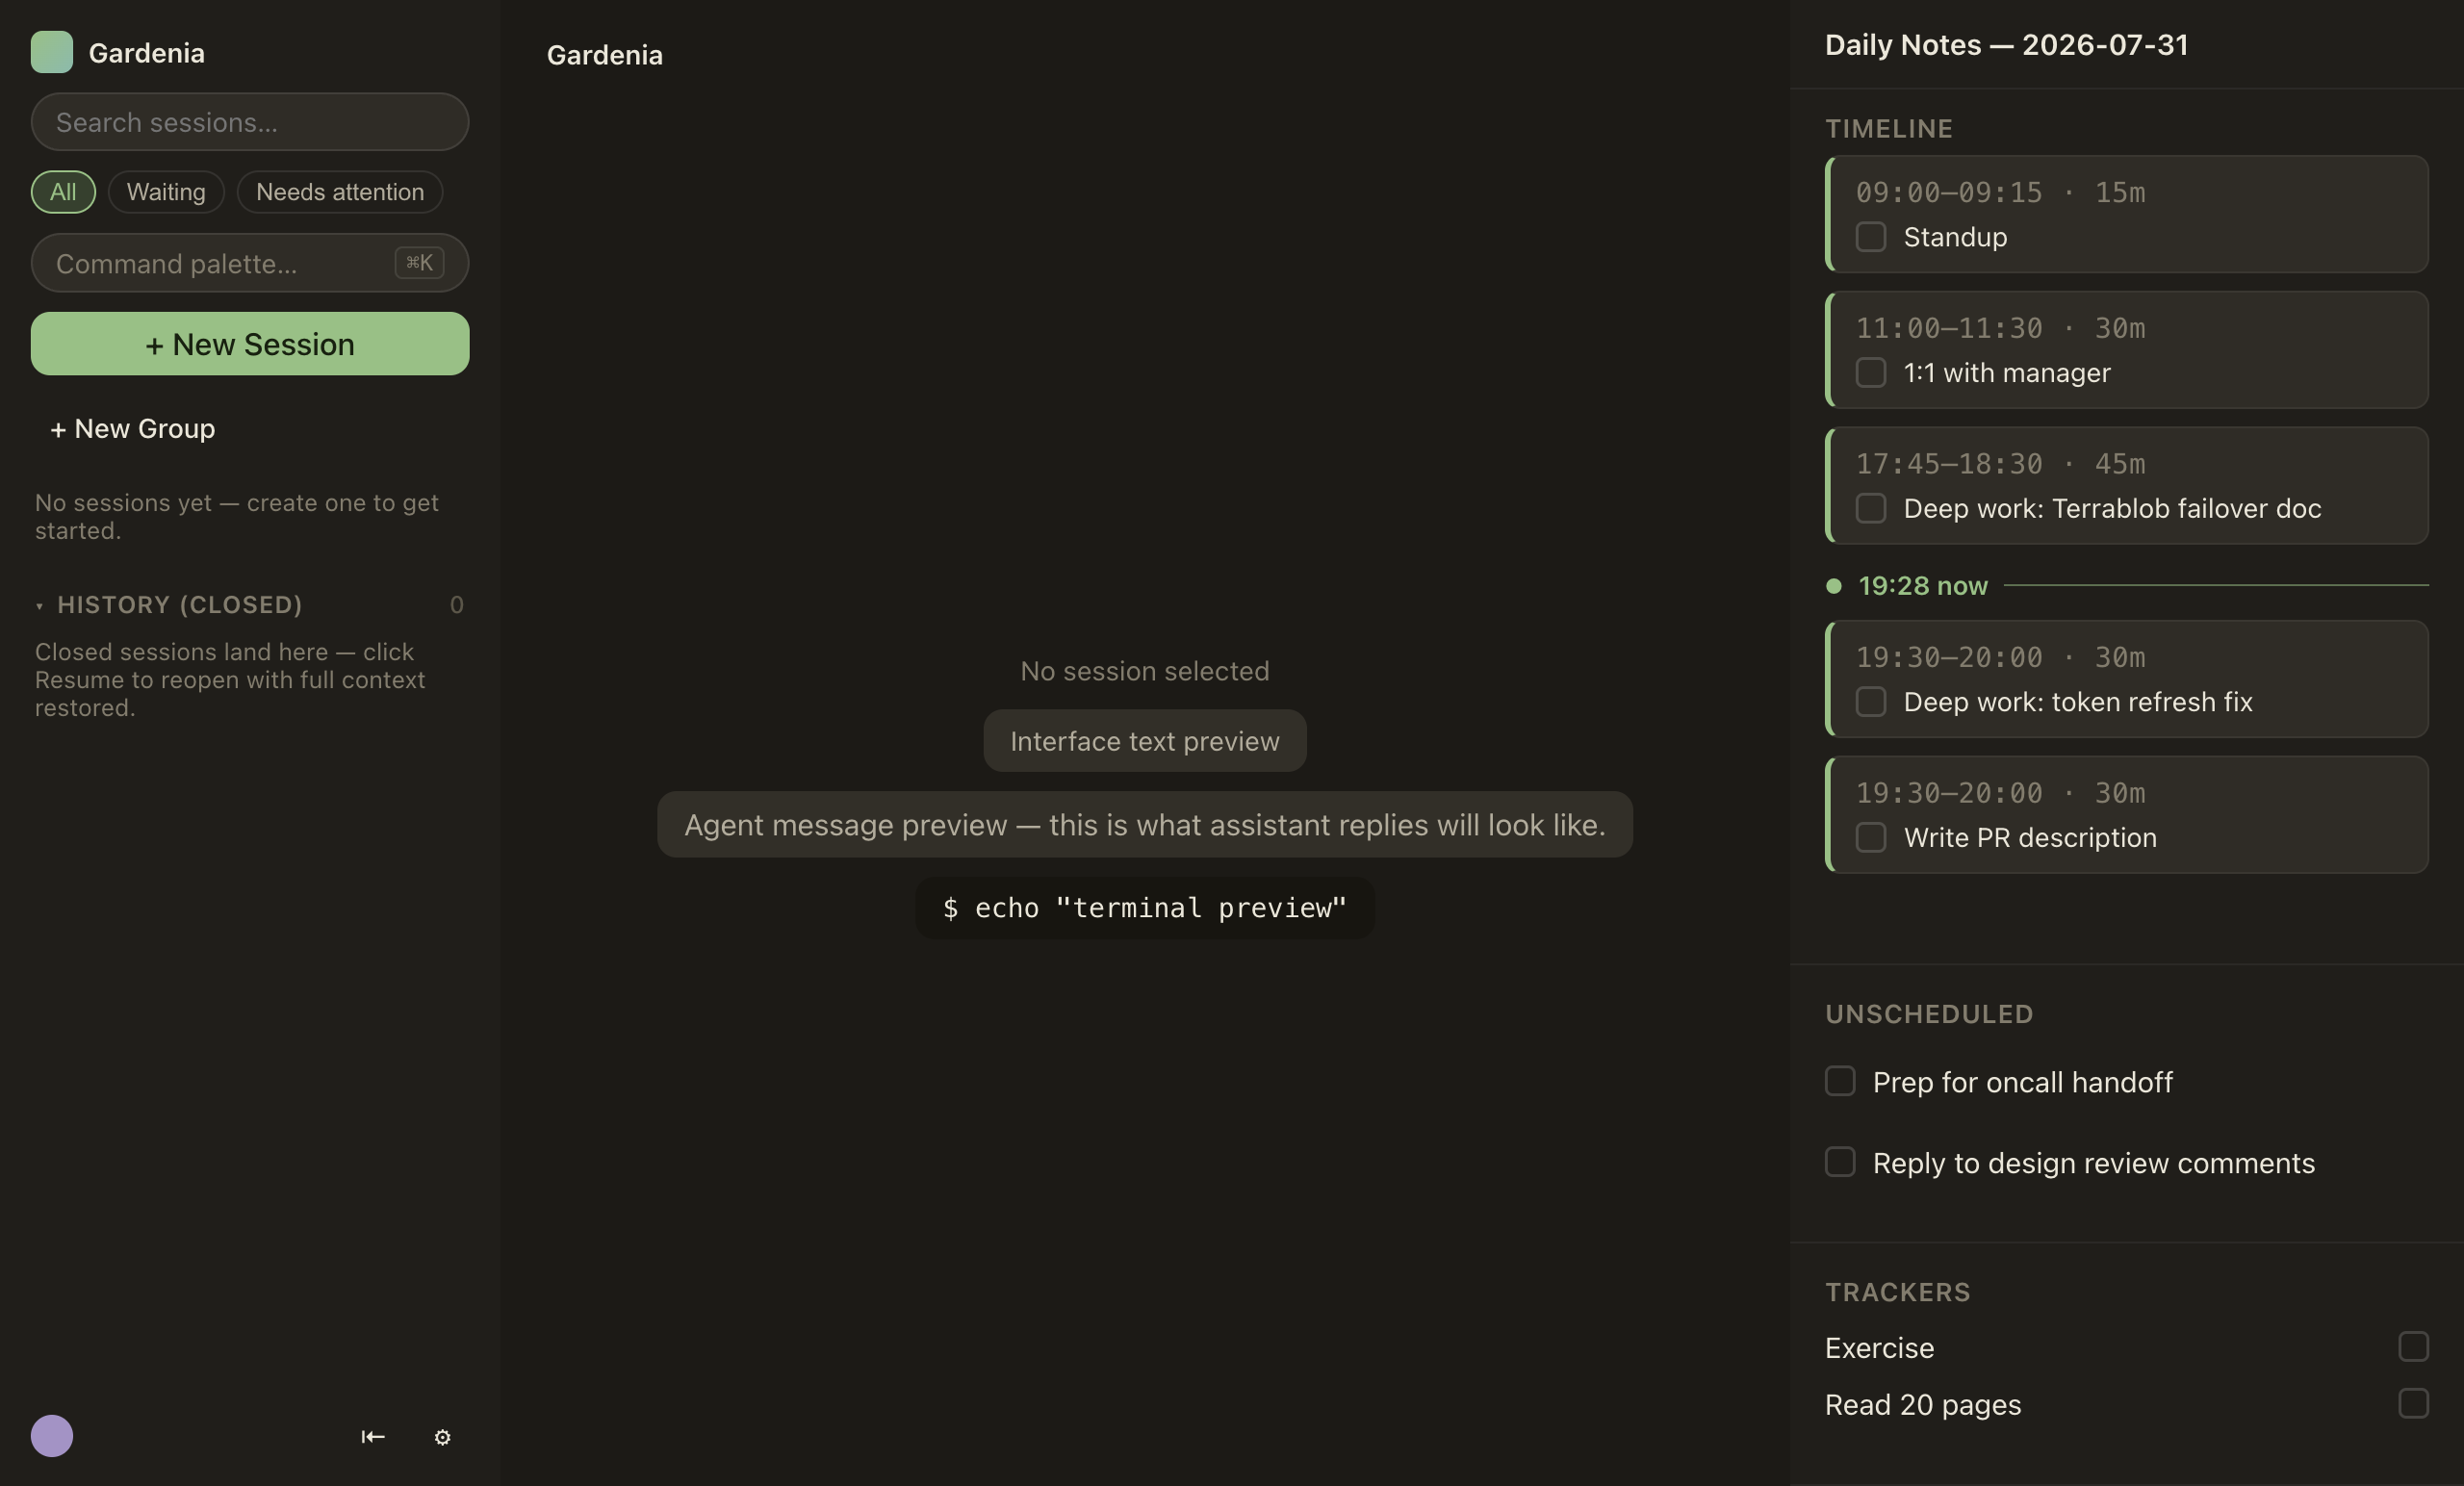 Gardenia
Search sessions...
All
Waiting
Needs attention
Command palette...
⌘K
+ New Session
+ New Group
No sessions yet — create one to get
started.
▾ HISTORY (CLOSED) 0
Closed sessions land here — click
Resume to reopen with full context
restored.
Gardenia
No session selected
Interface text preview
Agent message preview — this is what assistant replies will look like.
$ echo "terminal preview"
Daily Notes — 2026-07-31
TIMELINE
09:00–09:15 · 15m
Standup
11:00–11:30 · 30m
1:1 with manager
17:45–18:30 · 45m
Deep work: Terrablob failover doc
19:28 now
19:30–20:00 · 30m
Deep work: token refresh fix
19:30–20:00 · 30m
Write PR description
UNSCHEDULED
Prep for oncall handoff
Reply to design review comments
TRACKERS
Exercise
Read 20 pages